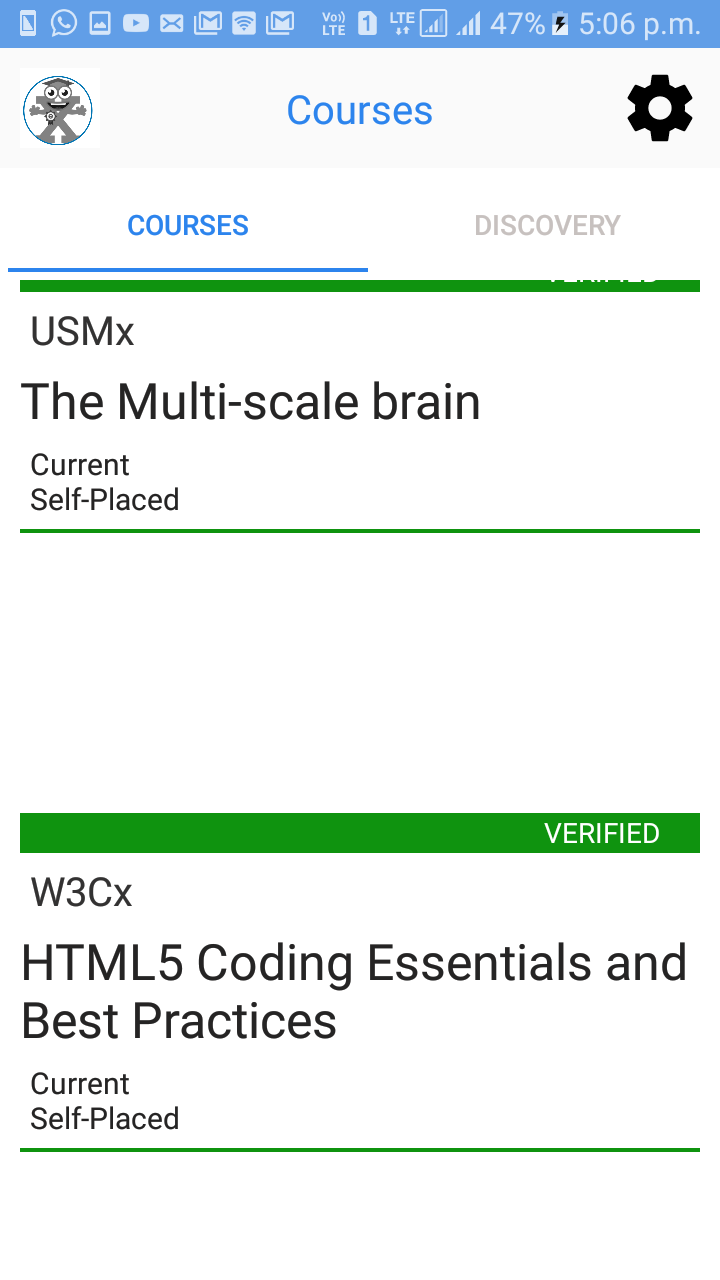 Vo))
LTE
1
LTE
47%
5:06 p.m.
Courses
COURSES
DISCOVERY
VERIFIED
USMx
The Multi-scale brain
Current
Self-Placed
VERIFIED
W3Cx
HTML5 Coding Essentials and
Best Practices
Current
Self-Placed